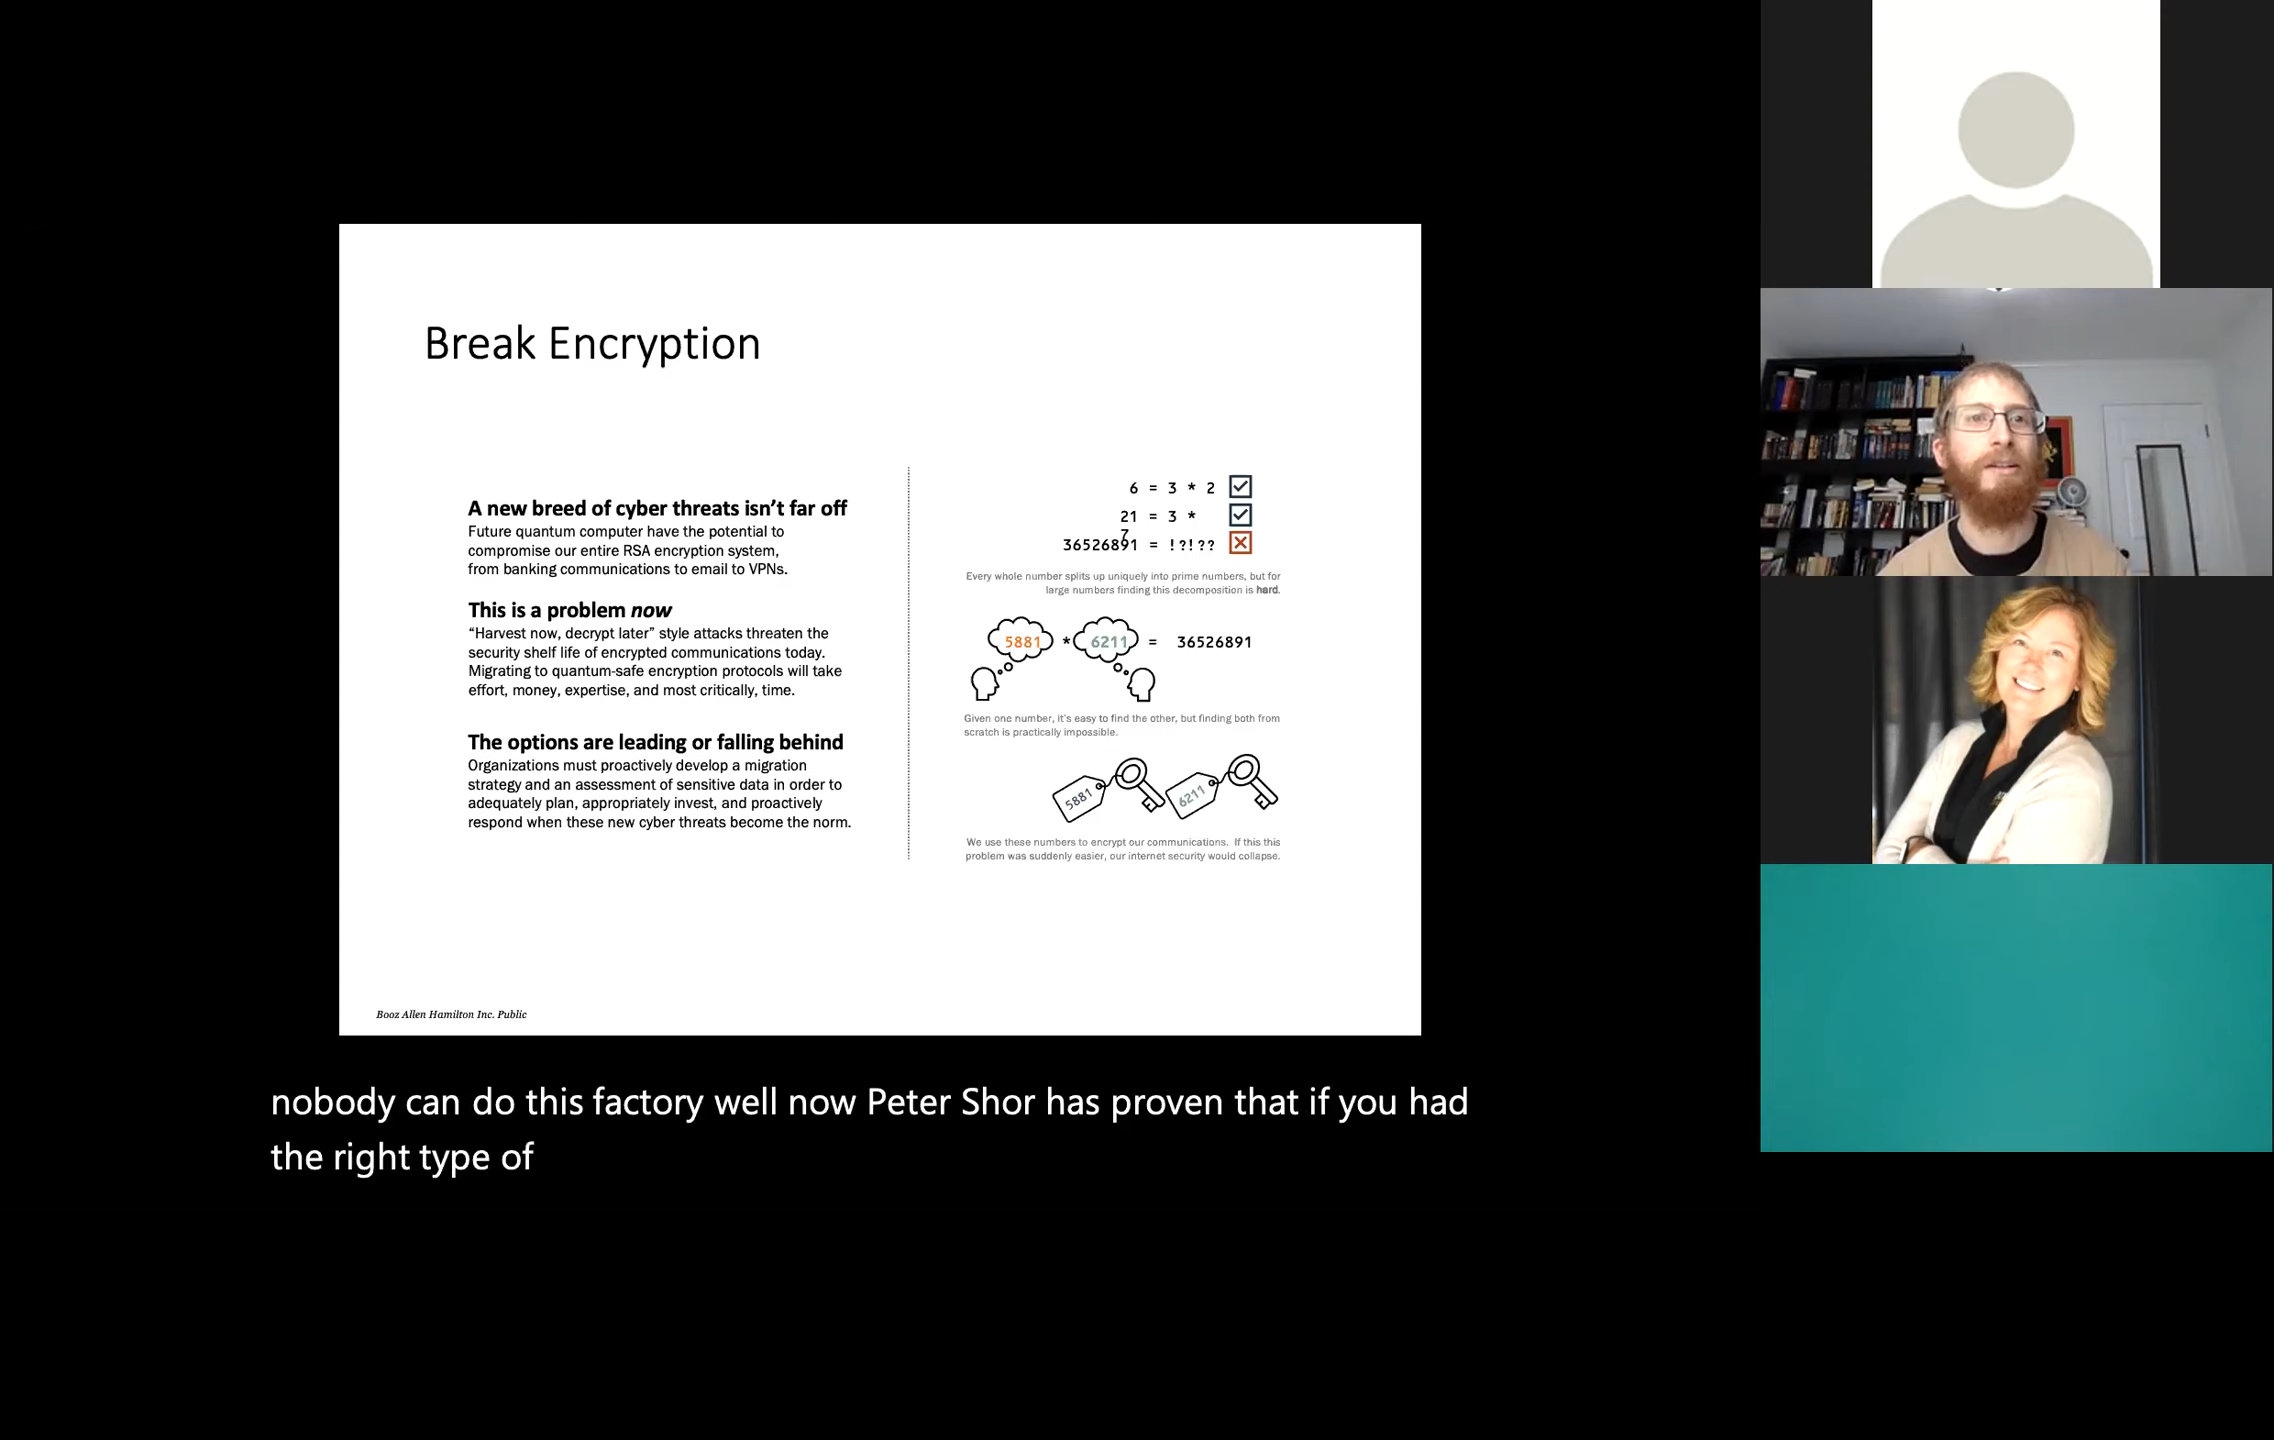 Break Encryption
A new breed of cyber threats isn’t far off
Future quantum computer have the potential to
compromise our entire RSA encryption system,
from banking communications to email to VPNs.
This is a problem now
“Harvest now, decrypt later” style attacks threaten the
security shelf life of encrypted communications today.
Migrating to quantum-safe encryption protocols will take
effort, money, expertise, and most critically, time.
The options are leading or falling behind
Organizations must proactively develop a migration
strategy and an assessment of sensitive data in order to
adequately plan, appropriately invest, and proactively
respond when these new cyber threats become the norm.
6 = 3 * 2
21 = 3 *
7
36526891 = !?!??
Every whole number splits up uniquely into prime numbers, but for
large numbers finding this decomposition is hard.
5881 * 6211 = 36526891
Given one number, it’s easy to find the other, but finding both from
scratch is practically impossible.
5881 6211
We use these numbers to encrypt our communications. If this this
problem was suddenly easier, our internet security would collapse.
Booz Allen Hamilton Inc. Public
nobody can do this factory well now Peter Shor has proven that if you had
the right type of